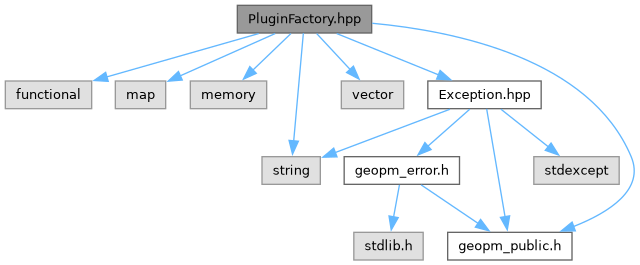 PluginFactory.hpp
functional
map
memory
vector
Exception.hpp
string
geopm_error.h
stdexcept
stdlib.h
geopm_public.h